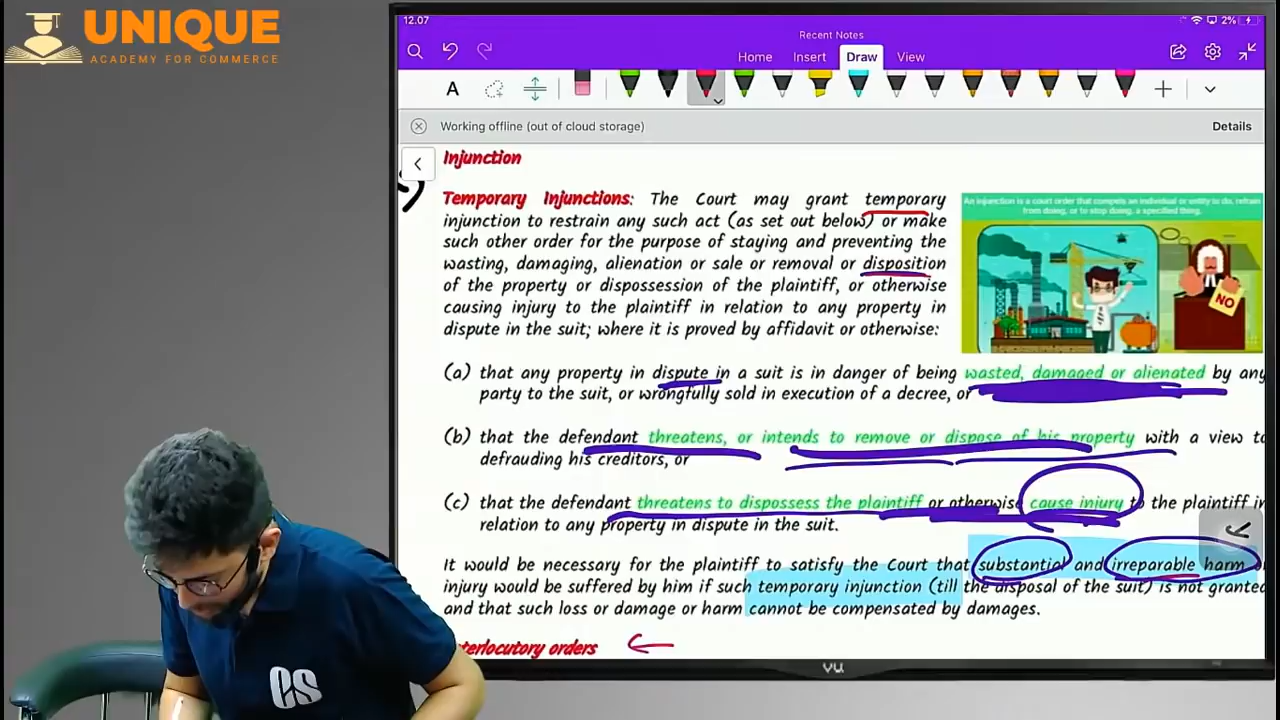 UNIQUE
ACADEMY FOR COMMERCE
12.07
2%
Recent Notes
Home Insert Draw View
A
Working offline (out of cloud storage)
Details
Injunction
Temporary Injunctions: The Court may grant temporary
injunction to restrain any such act (as set out below) or make
such other order for the purpose of staying and preventing the
wasting, damaging, alienation or sale or removal or disposition
of the property or dispossession of the plaintiff, or otherwise
causing injury to the plaintiff in relation to any property in
dispute in the suit; where it is proved by affidavit or otherwise:
An injunction is a court order that compels an individual or entity to do, refrain
from doing, or to stop doing, a specified thing.
NO
(a) that any property in dispute in a suit is in danger of being wasted, damaged or alienated by any
party to the suit, or wrongfully sold in execution of a decree, or
(b) that the defendant threatens, or intends to remove or dispose of his property with a view to
defrauding his creditors, or
(c) that the defendant threatens to dispossess the plaintiff or otherwise cause injury to the plaintiff in
relation to any property in dispute in the suit.
It would be necessary for the plaintiff to satisfy the Court that substantial and irreparable harm
injury would be suffered by him if such temporary injunction (till the disposal of the suit) is not granted
and that such loss or damage or harm cannot be compensated by damages.
terlocutory orders
CS
VU